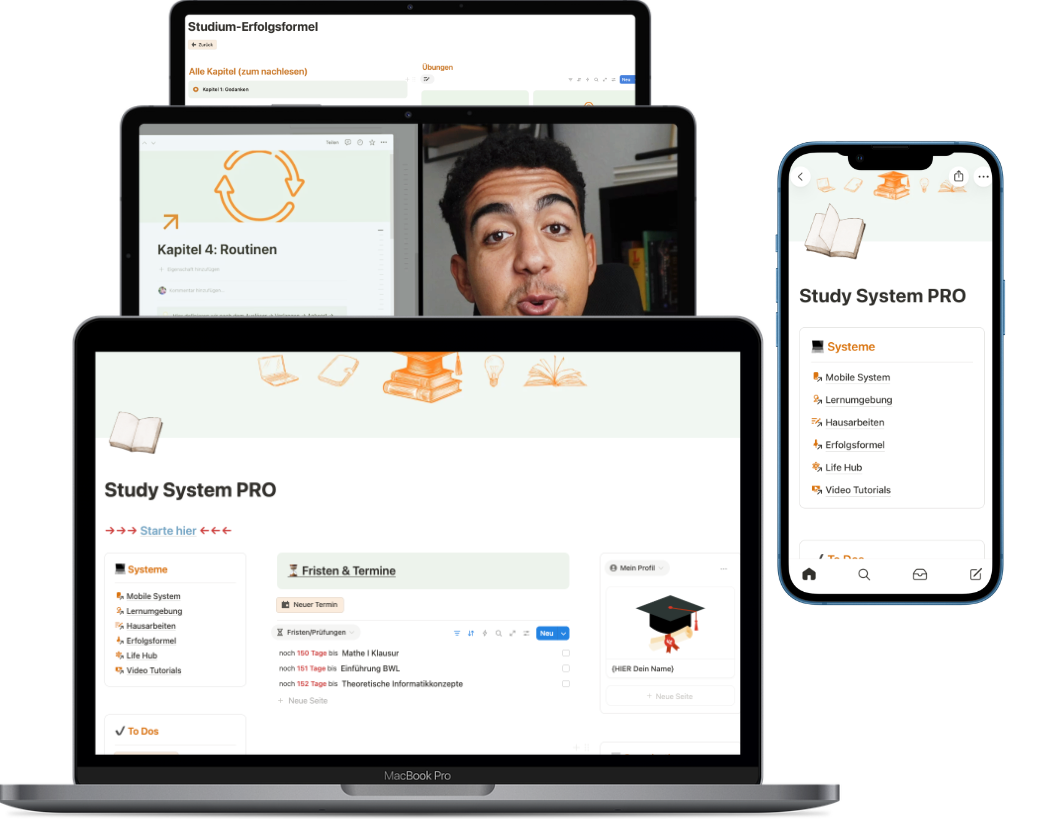 Studium-Erfolgsformel
Zurück
Alle Kapitel (zum nachlesen)
Kapitel 1: Gedanken
Übungen
Neu
Teilen
Kapitel 4: Routinen
Eigenschaft hinzufügen
Kommentar hinzufügen...
Study System PRO
→→→ Starte hier ←←←
Systeme
Mobile System
Lernumgebung
Hausarbeiten
Erfolgsformel
Life Hub
Video Tutorials
To Dos
Fristen & Termine
Neuer Termin
Fristen/Prüfungen
Neu
noch 150 Tage bis Mathe I Klausur
noch 151 Tage bis Einführung BWL
noch 152 Tage bis Theoretische Informatikkonzepte
+ Neue Seite
Mein Profil
{HIER Dein Name}
+ Neue Seite
MacBook Pro
Study System PRO
Systeme
Mobile System
Lernumgebung
Hausarbeiten
Erfolgsformel
Life Hub
Video Tutorials
To Dos